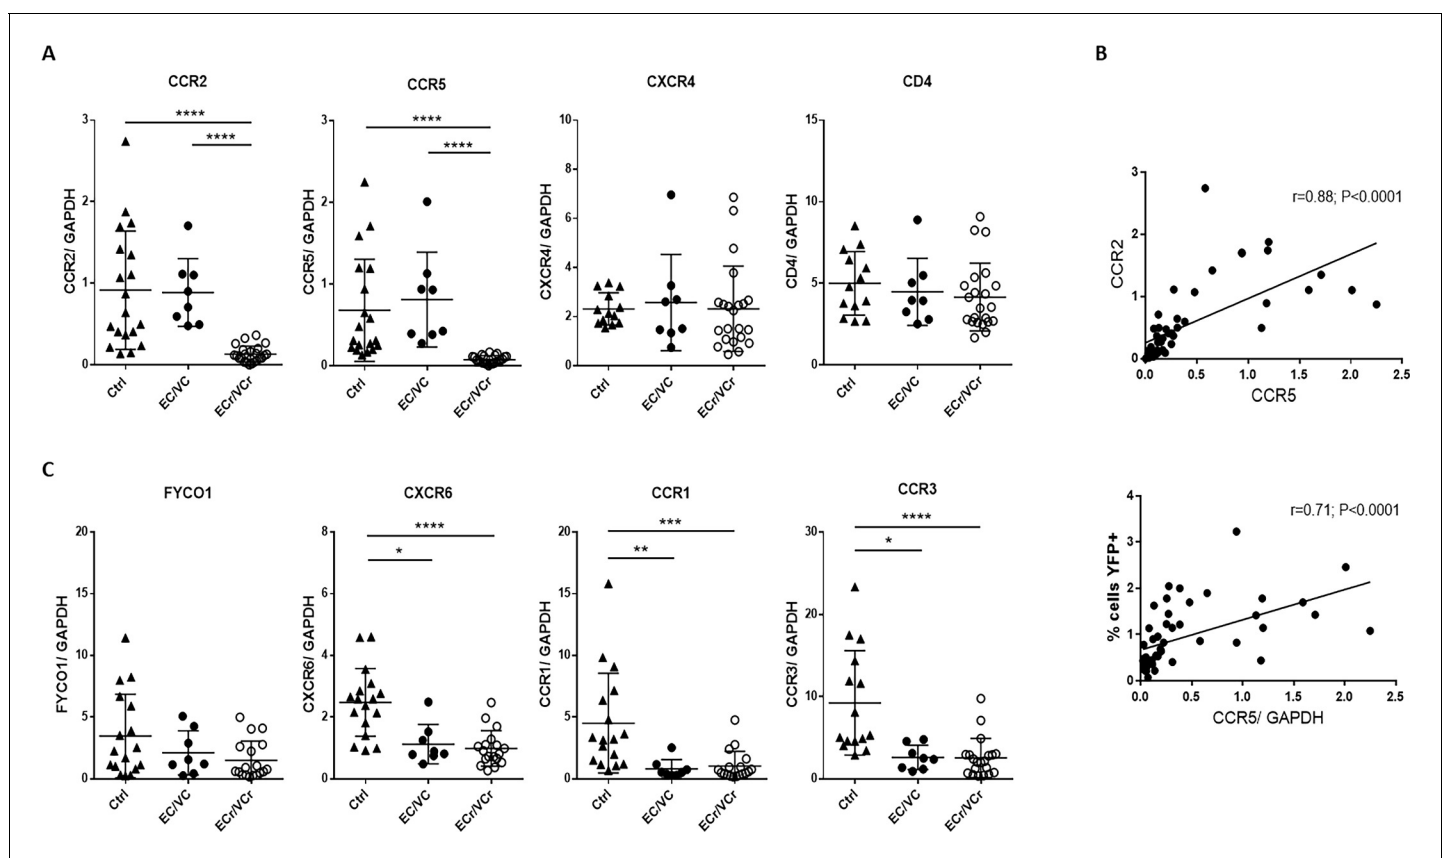 A
B
CCR2
CCR5
CXCR4
CD4
****
****
3
2
1
0
CCR2/ GAPDH
Ctrl
EC/VC
ECr/VCr
****
****
3
2
1
0
CCR5/ GAPDH
Ctrl
EC/VC
ECr/VCr
10
8
6
4
2
0
CXCR4/ GAPDH
Ctrl
EC/VC
ECr/VCr
15
10
5
0
CD4/ GAPDH
Ctrl
EC/VC
ECr/VCr
r=0.88; P<0.0001
3
2
1
0
CCR2
0.0 0.5 1.0 1.5 2.0 2.5
CCR5
C
FYCO1
CXCR6
CCR1
CCR3
20
15
10
5
0
FYCO1/ GAPDH
Ctrl
EC/VC
ECr/VCr
****
*
8
6
4
2
0
CXCR6/ GAPDH
Ctrl
EC/VC
ECr/VCr
***
**
20
15
10
5
0
CCR1/ GAPDH
Ctrl
EC/VC
ECr/VCr
****
*
30
20
10
0
CCR3/ GAPDH
Ctrl
EC/VC
ECr/VCr
r=0.71; P<0.0001
4
3
2
1
0
% cells YFP+
0.0 0.5 1.0 1.5 2.0 2.5
CCR5/ GAPDH